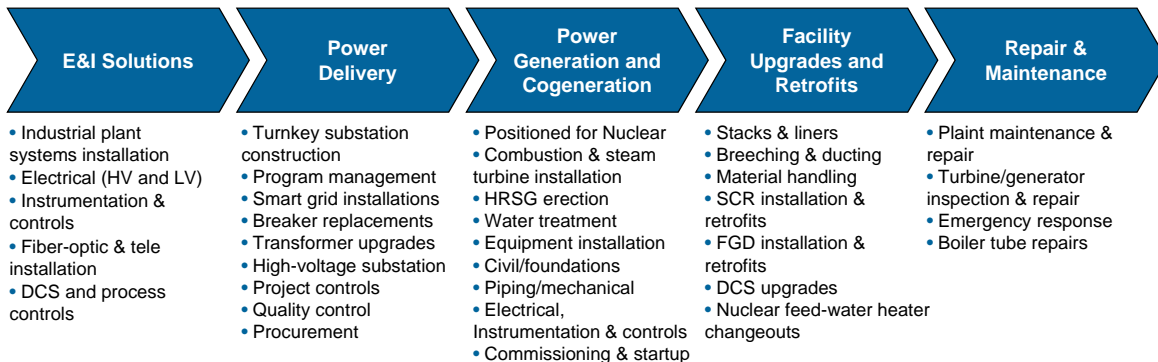 E&I Solutions
Power
Delivery
Power
Generation and
Cogeneration
Facility
Upgrades and
Retrofits
Repair &
Maintenance
• Industrial plant
systems installation
• Electrical (HV and LV)
• Instrumentation &
controls
• Fiber-optic & tele
installation
• DCS and process
controls
• Turnkey substation
construction
• Program management
• Smart grid installations
• Breaker replacements
• Transformer upgrades
• High-voltage substation
• Project controls
• Quality control
• Procurement
• Positioned for Nuclear
• Combustion & steam
turbine installation
• HRSG erection
• Water treatment
• Equipment installation
• Civil/foundations
• Piping/mechanical
• Electrical,
Instrumentation & controls
• Commissioning & startup
• Stacks & liners
• Breeching & ducting
• Material handling
• SCR installation &
retrofits
• FGD installation &
retrofits
• DCS upgrades
• Nuclear feed-water heater
changeouts
• Plaint maintenance &
repair
• Turbine/generator
inspection & repair
• Emergency response
• Boiler tube repairs